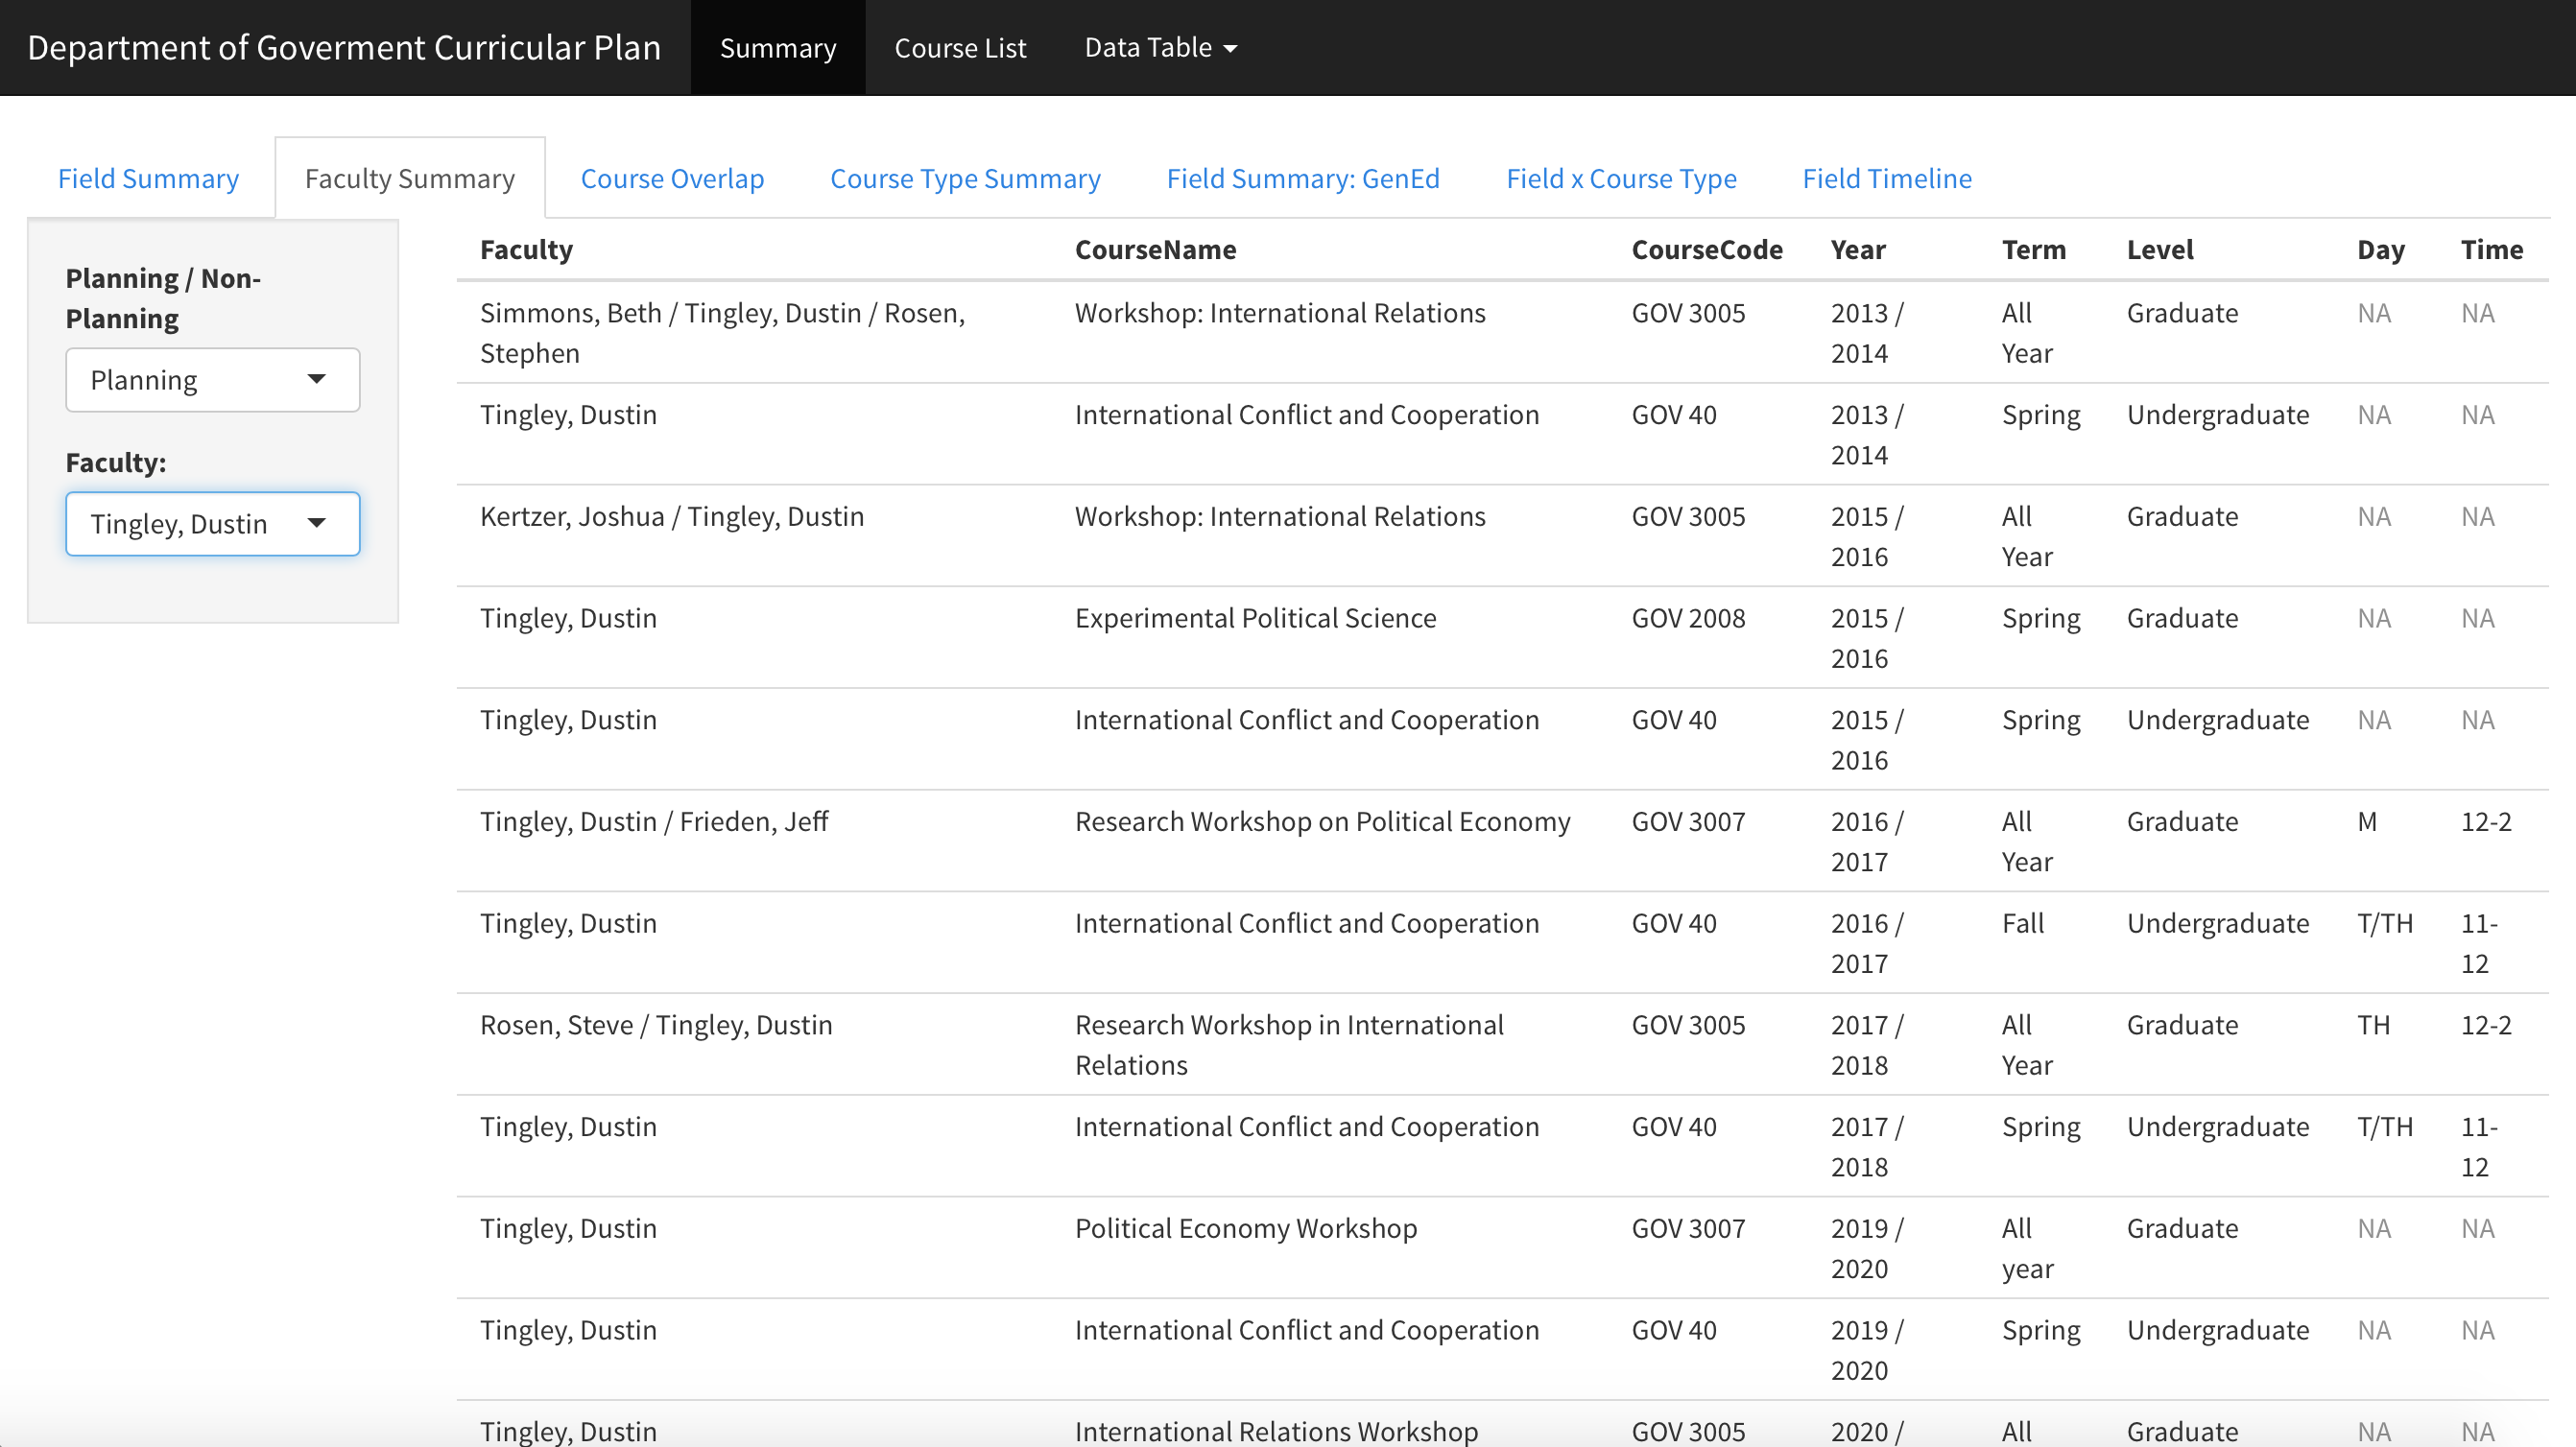 Department of Goverment Curricular Plan Summary Course List Data Table
Field Summary Faculty Summary Course Overlap Course Type Summary Field Summary: GenEd Field x Course Type Field Timeline
Planning / Non-
Planning
Planning
Faculty:
Tingley, Dustin
Faculty CourseName CourseCode Year Term Level Day Time
Simmons, Beth / Tingley, Dustin / Rosen, Workshop: International Relations GOV 3005 2013 / All Graduate NA NA
Stephen 2014 Year
Tingley, Dustin International Conflict and Cooperation GOV 40 2013 / Spring Undergraduate NA NA
2014
Kertzer, Joshua / Tingley, Dustin Workshop: International Relations GOV 3005 2015 / All Graduate NA NA
2016 Year
Tingley, Dustin Experimental Political Science GOV 2008 2015 / Spring Graduate NA NA
2016
Tingley, Dustin International Conflict and Cooperation GOV 40 2015 / Spring Undergraduate NA NA
2016
Tingley, Dustin / Frieden, Jeff Research Workshop on Political Economy GOV 3007 2016 / All Graduate M 12-2
2017 Year
Tingley, Dustin International Conflict and Cooperation GOV 40 2016 / Fall Undergraduate T/TH 11-
2017 12
Rosen, Steve / Tingley, Dustin Research Workshop in International GOV 3005 2017 / All Graduate TH 12-2
Relations 2018 Year
Tingley, Dustin International Conflict and Cooperation GOV 40 2017 / Spring Undergraduate T/TH 11-
2018 12
Tingley, Dustin Political Economy Workshop GOV 3007 2019 / All Graduate NA NA
2020 year
Tingley, Dustin International Conflict and Cooperation GOV 40 2019 / Spring Undergraduate NA NA
2020
Tingley, Dustin International Relations Workshop GOV 3005 2020 / All Graduate NA NA